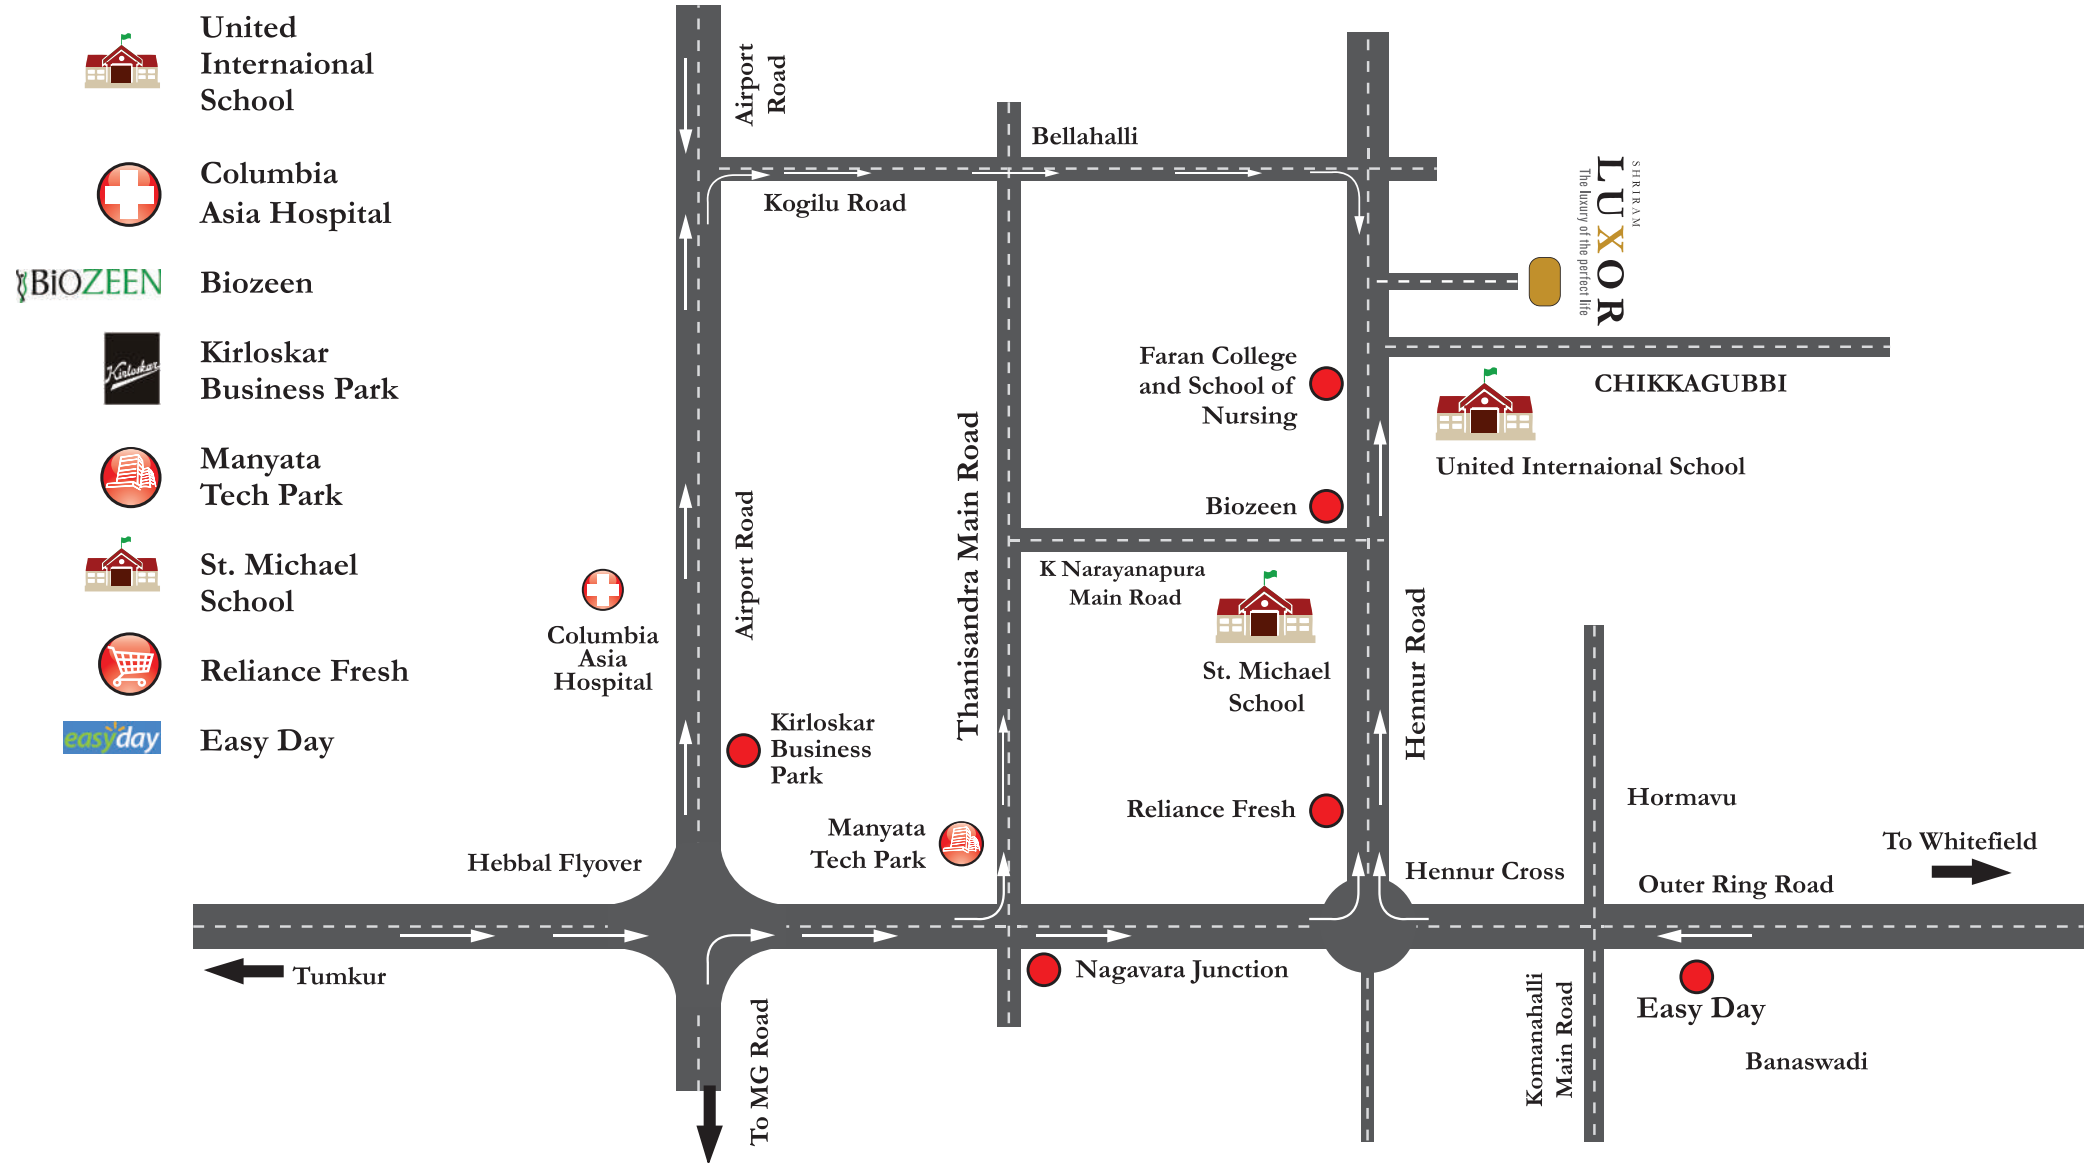 United
Internaional
School
Columbia
Asia Hospital
BiOZEEN
Biozeen
Kirloskar
Kirloskar
Business Park
Manyata
Tech Park
St. Michael
School
Reliance Fresh
easyday
Easy Day
Airport
Road
Bellahalli
Kogilu Road
SHRIRAM
LUXOR
The luxury of the perfect life
Faran College
and School of
Nursing
CHIKKAGUBBI
United Internaional School
Biozeen
Thanisandra Main Road
Airport Road
K Narayanapura
Main Road
Columbia
Asia
Hospital
St. Michael
School
Hennur Road
Kirloskar
Business
Park
Reliance Fresh
Manyata
Tech Park
Hormavu
To Whitefield
Hebbal Flyover
Hennur Cross
Outer Ring Road
Tumkur
Nagavara Junction
To MG Road
Komanahalli
Main Road
Easy Day
Banaswadi